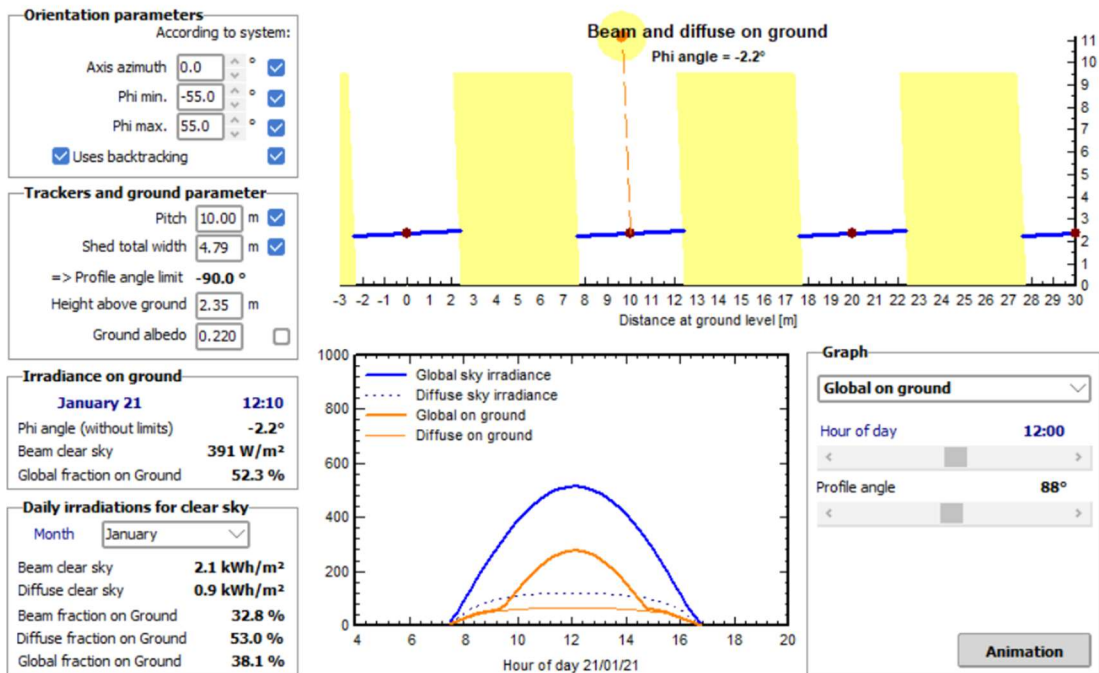 Orientation parameters
According to system:
Axis azimuth 0.0 °
Phi min. -55.0 °
Phi max. 55.0 °
Uses backtracking
Trackers and ground parameter
Pitch 10.00 m
Shed total width 4.79 m
=> Profile angle limit -90.0 °
Height above ground 2.35 m
Ground albedo 0.220
Irradiance on ground
January 21 12:10
Phi angle (without limits) -2.2°
Beam clear sky 391 W/m²
Global fraction on Ground 52.3 %
Daily irradiations for clear sky
Month January
Beam clear sky 2.1 kWh/m²
Diffuse clear sky 0.9 kWh/m²
Beam fraction on Ground 32.8 %
Diffuse fraction on Ground 53.0 %
Global fraction on Ground 38.1 %
Beam and diffuse on ground
Phi angle = -2.2°
11
10
9
8
7
6
5
4
3
2
1
0
-3 -2 -1 0 1 2 3 4 5 6 7 8 9 10 11 12 13 14 15 16 17 18 19 20 21 22 23 24 25 26 27 28 29 30
Distance at ground level [m]
1000
800
600
400
200
0
Global sky irradiance
Diffuse sky irradiance
Global on ground
Diffuse on ground
4 6 8 10 12 14 16 18 20
Hour of day 21/01/21
Graph
Global on ground
Hour of day 12:00
Profile angle 88°
Animation